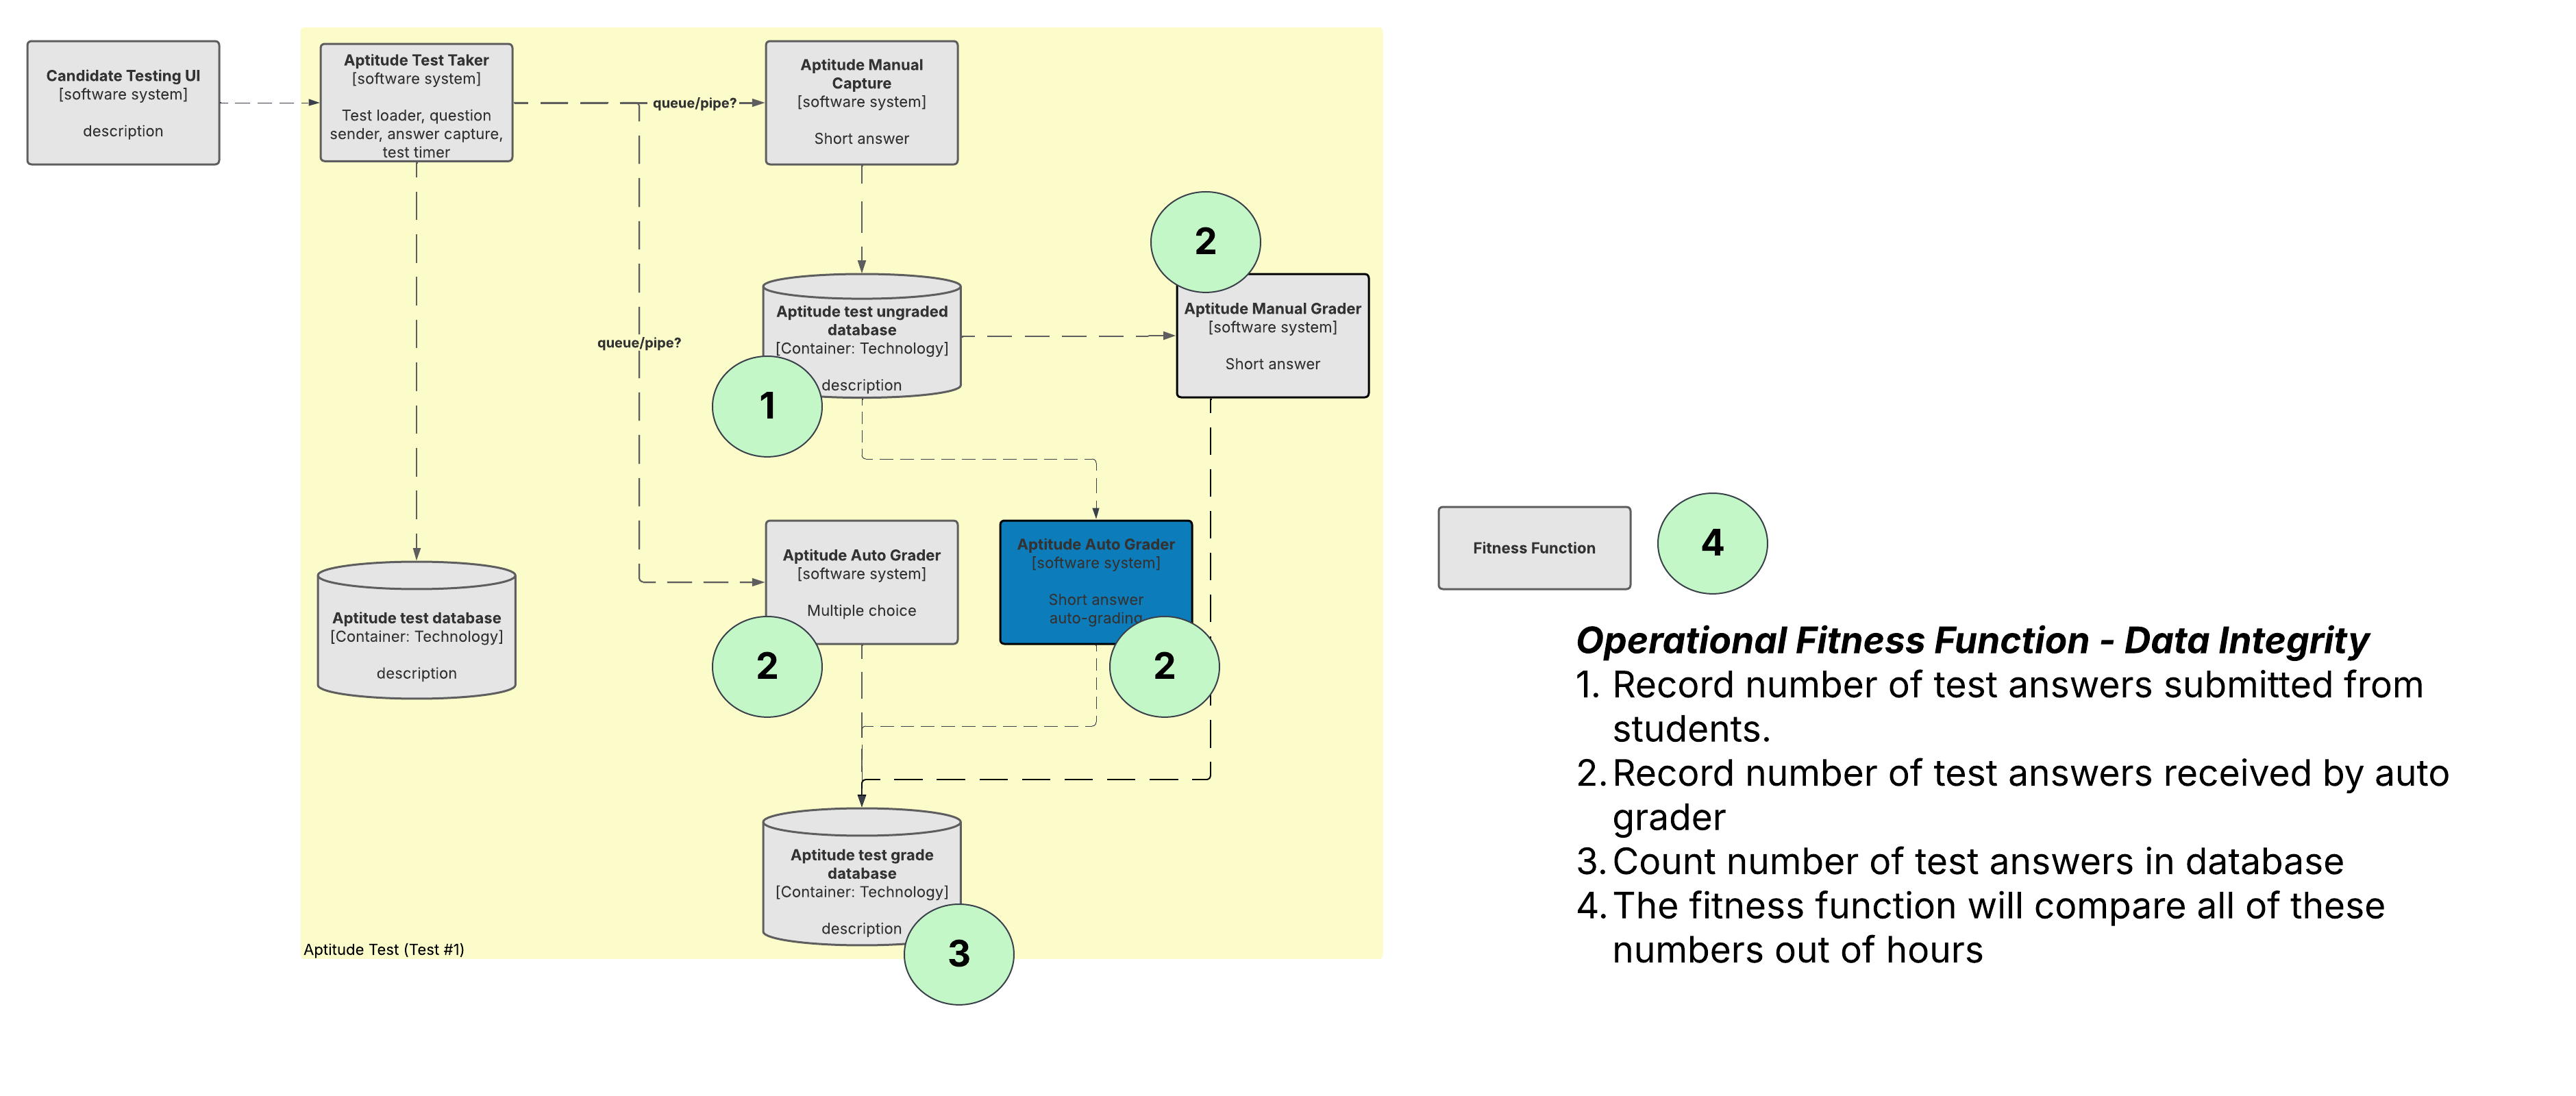 Candidate Testing UI
[software system]
description
Aptitude Test Taker
[software system]
Test loader, question
sender, answer capture,
test timer
queue/pipe?
Aptitude Manual
Capture
[software system]
Short answer
2
Aptitude test ungraded
database
[Container: Technology]
description
1
Aptitude Manual Grader
[software system]
Short answer
queue/pipe?
Aptitude Auto Grader
[software system]
Multiple choice
2
Aptitude Auto Grader
[software system]
Short answer
auto-grading
2
Aptitude test database
[Container: Technology]
description
Aptitude test grade
database
[Container: Technology]
description
3
Aptitude Test (Test #1)
Fitness Function
4
Operational Fitness Function - Data Integrity
1. Record number of test answers submitted from
students.
2. Record number of test answers received by auto
grader
3. Count number of test answers in database
4. The fitness function will compare all of these
numbers out of hours